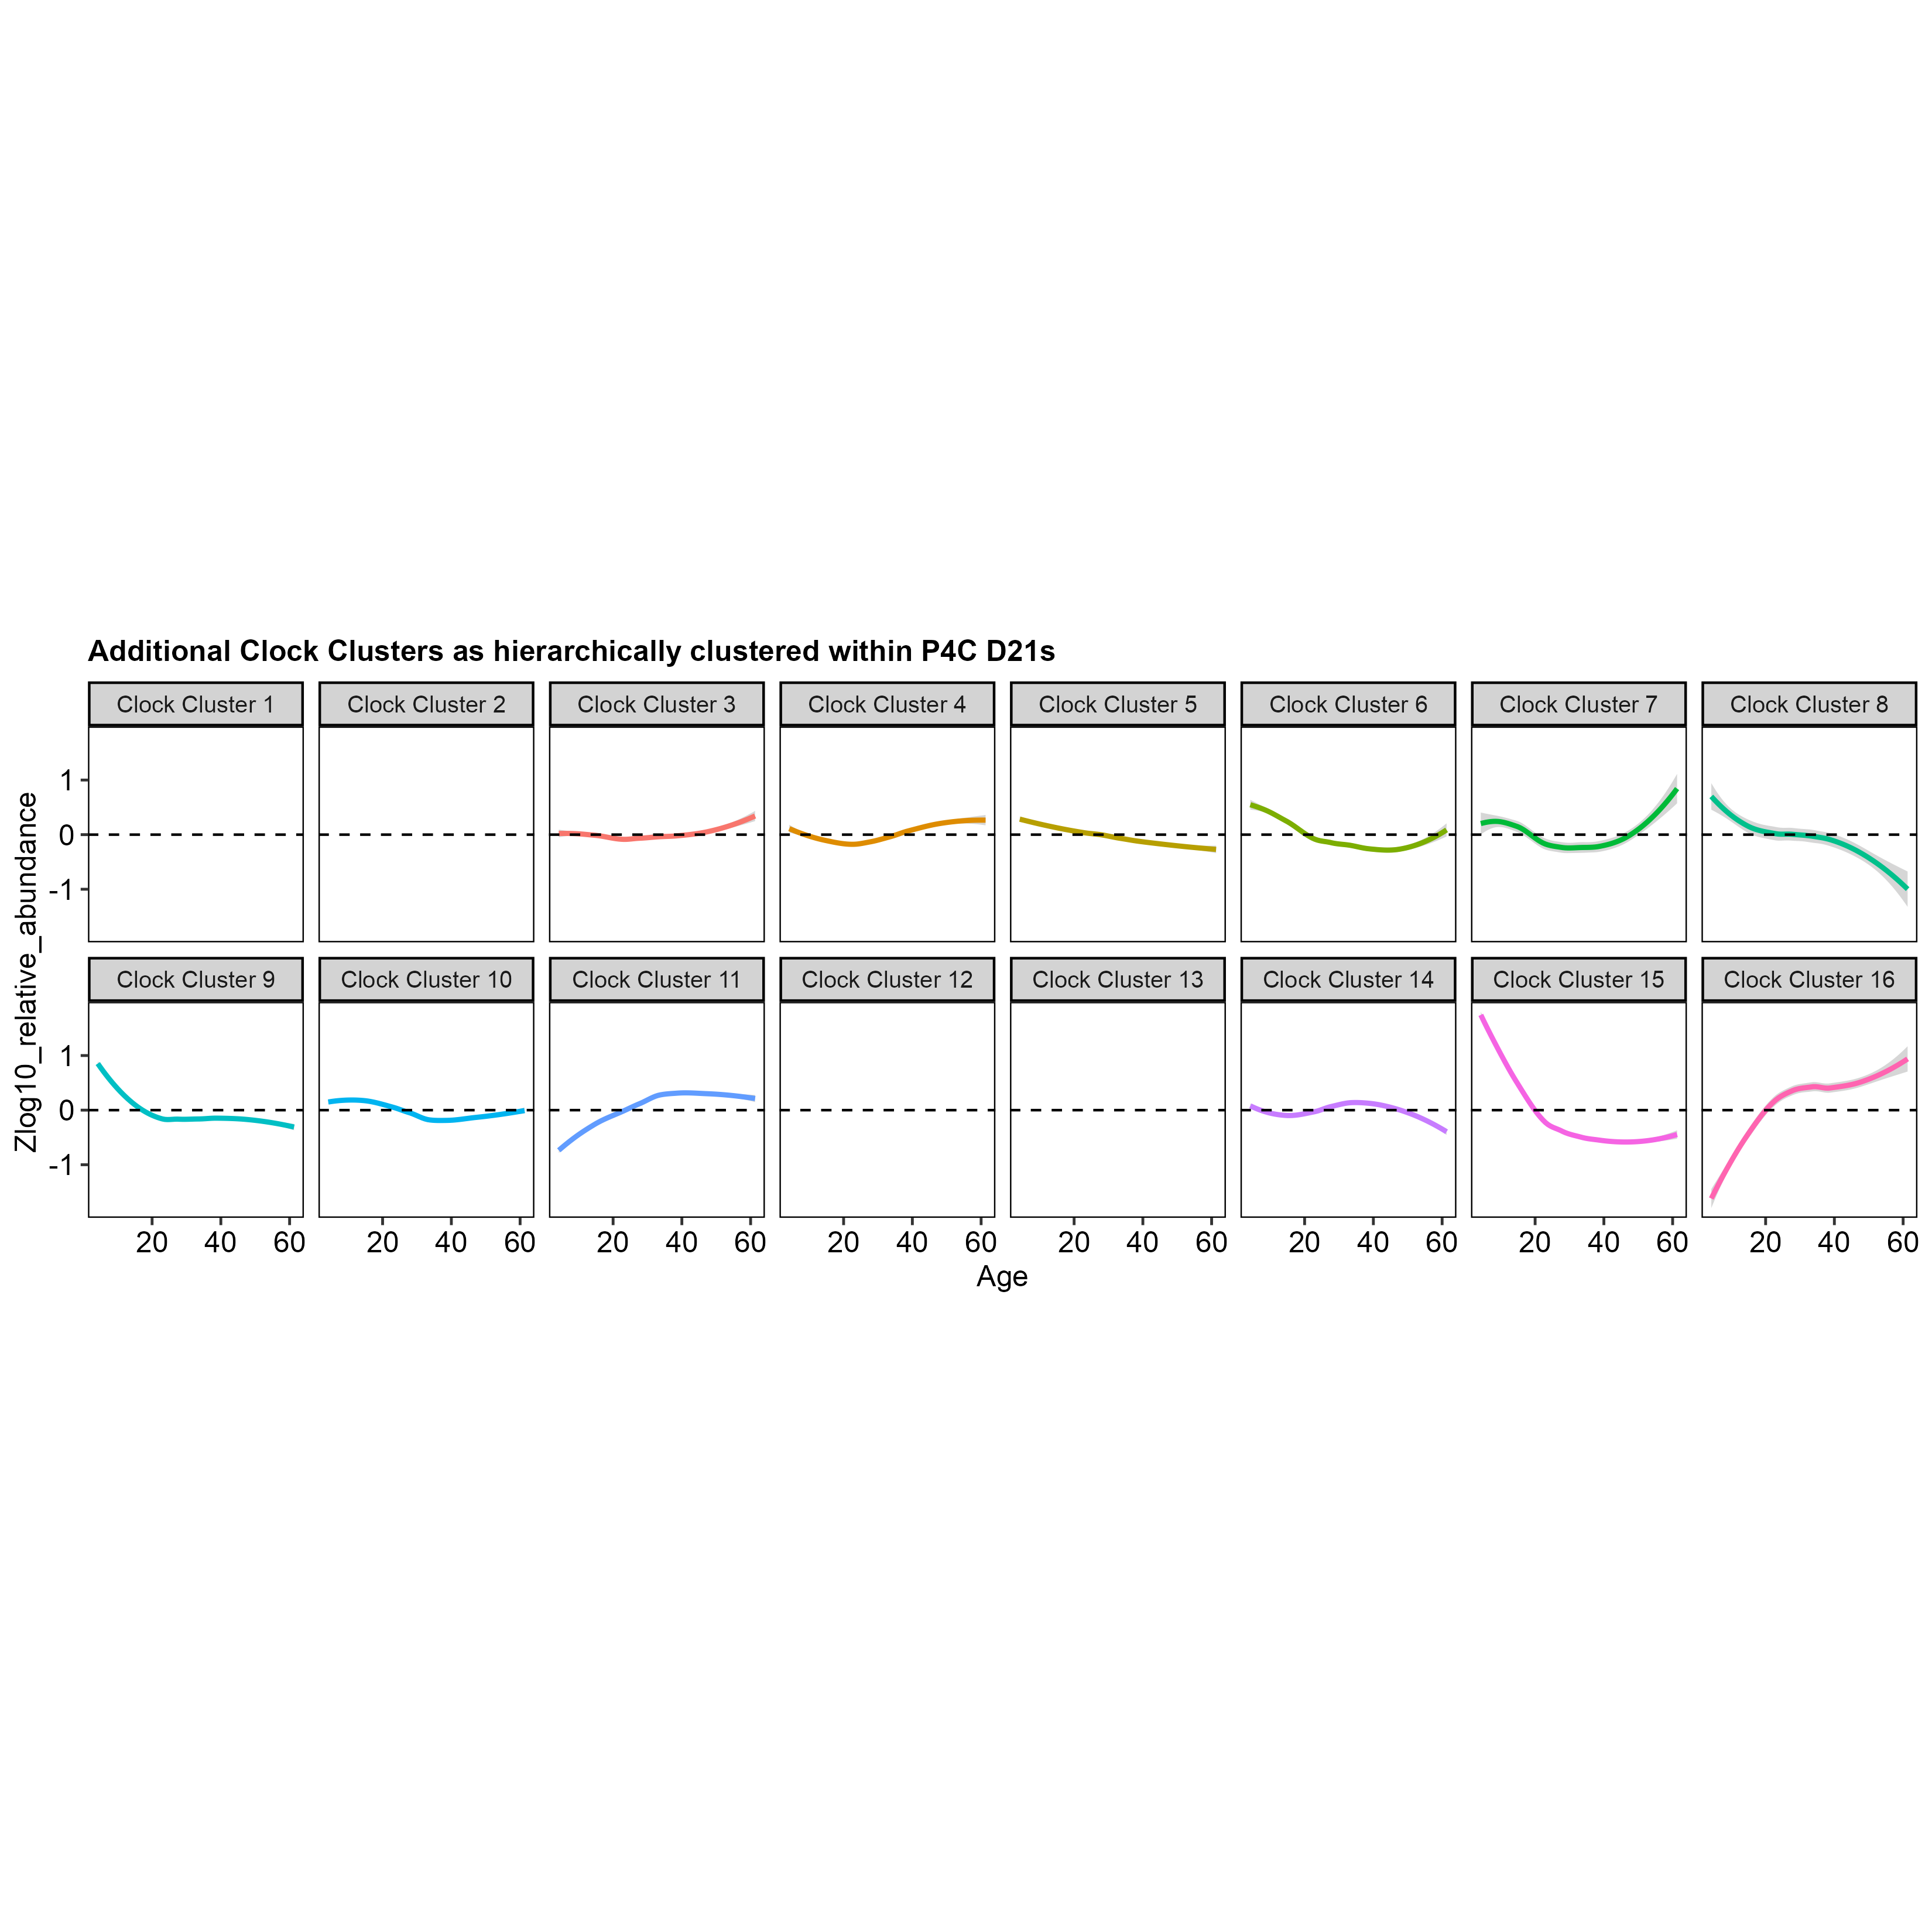 Additional Clock Clusters as hierarchically clustered within P4C D21s
Clock Cluster 1
Clock Cluster 2
Clock Cluster 3
Clock Cluster 4
Clock Cluster 5
Clock Cluster 6
Clock Cluster 7
Clock Cluster 8
1
0
-1
Zlog10_relative_abundance
Clock Cluster 9
Clock Cluster 10
Clock Cluster 11
Clock Cluster 12
Clock Cluster 13
Clock Cluster 14
Clock Cluster 15
Clock Cluster 16
1
0
-1
20 40 60
20 40 60
20 40 60
20 40 60
20 40 60
20 40 60
20 40 60
20 40 60
Age